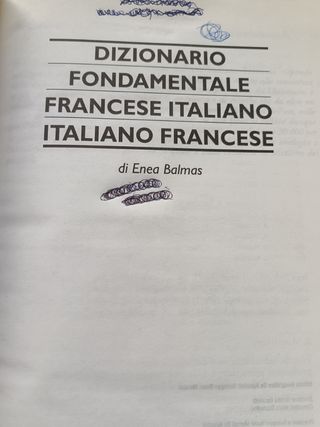 DIZIONARIO
FONDAMENTALE
FRANCESE ITALIANO
ITALIANO FRANCESE
di Enea Balmas